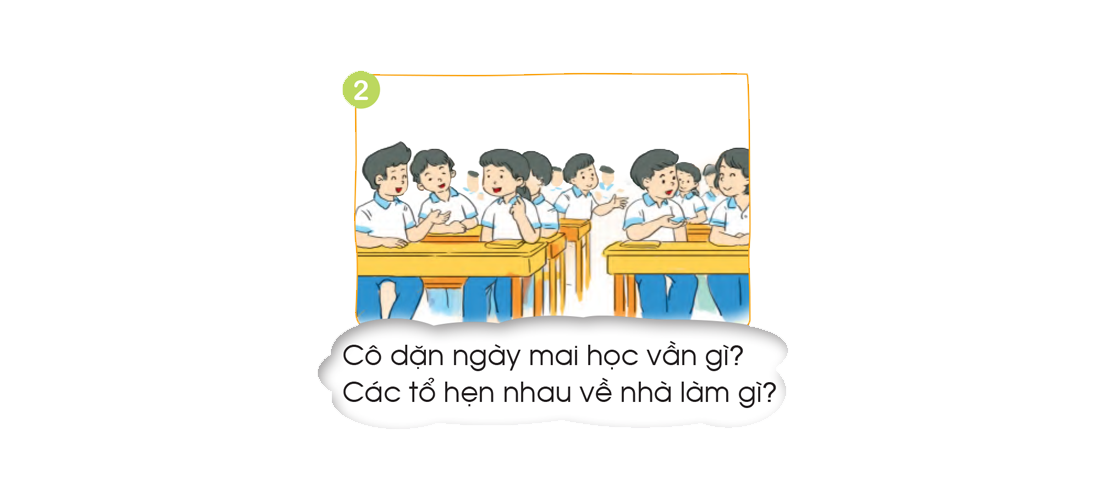 2
Cô dặn ngày mai học vần gì?
Các tổ hẹn nhau về nhà làm gì?